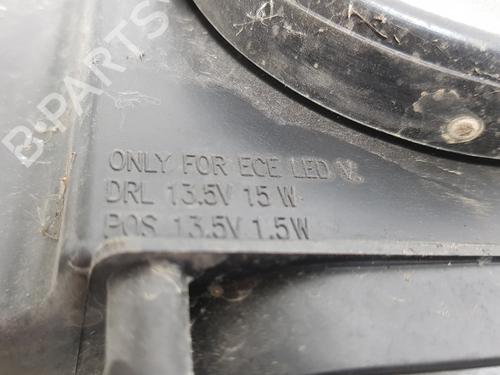 B-PARTS
ONLY FOR ECE LED
DRL 13.5V 15 W
POS 13.5V 1.5W